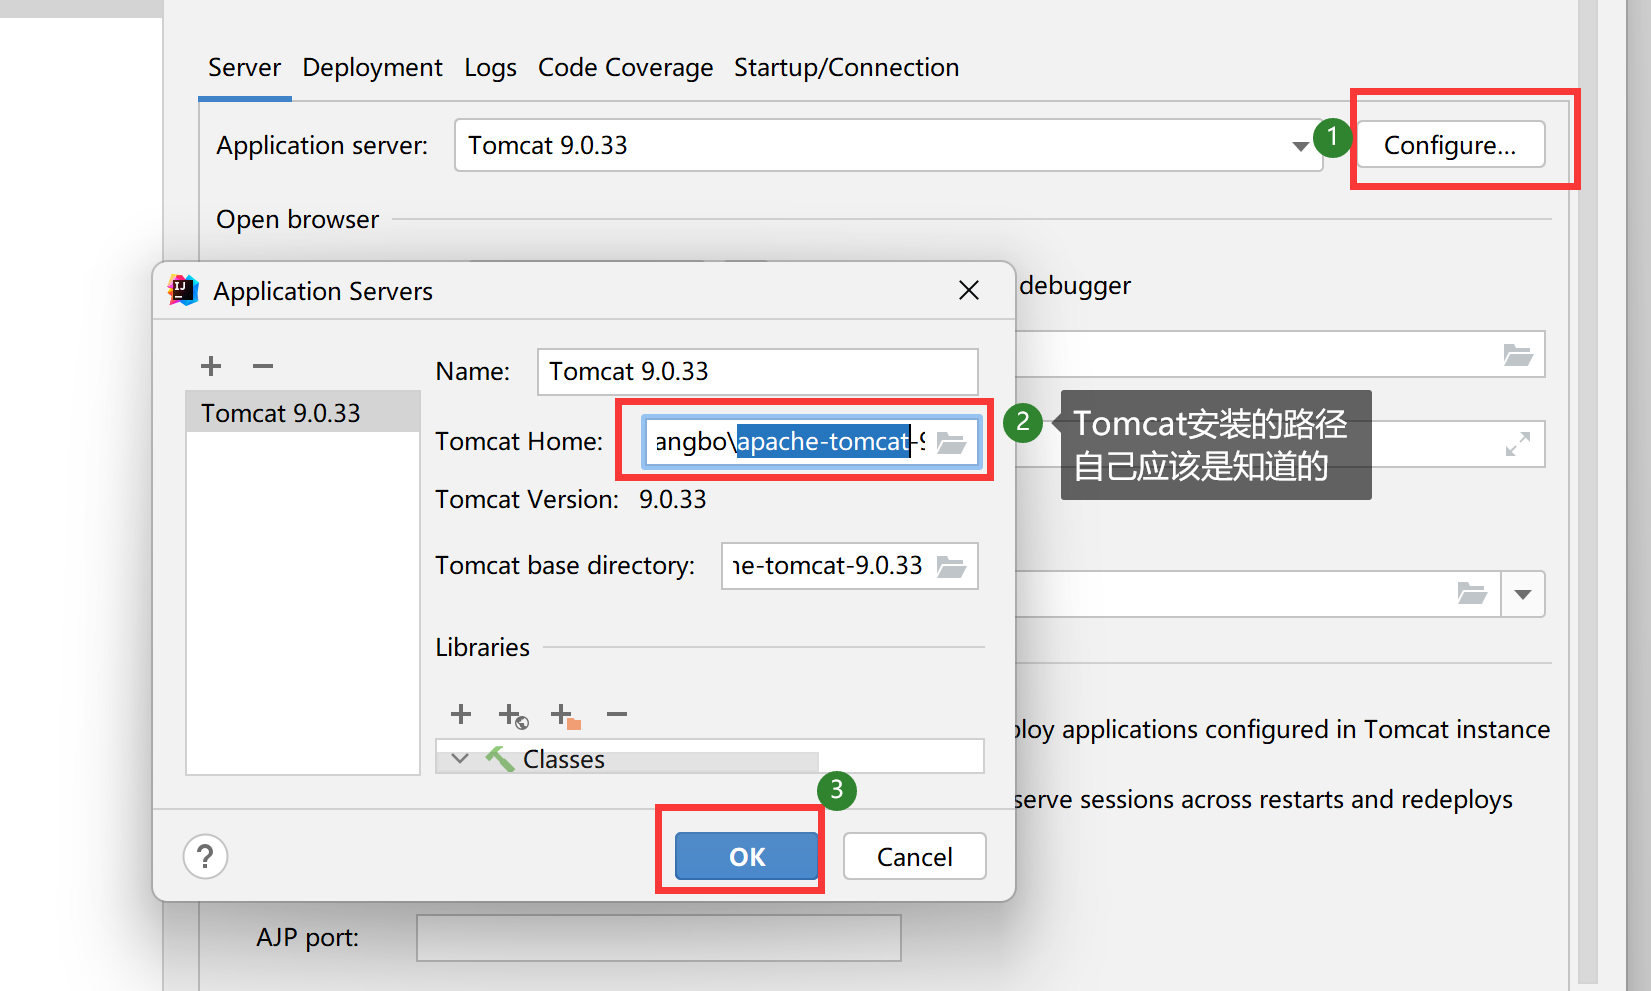 Server Deployment Logs Code Coverage Startup/Connection
Application server: Tomcat 9.0.33 1 Configure...
Open browser
Application Servers
debugger
Name: Tomcat 9.0.33
Tomcat 9.0.33
Tomcat Home: angbo\apache-tomcat-9
2
Tomcat安装的路径
自己应该是知道的
Tomcat Version: 9.0.33
Tomcat base directory: he-tomcat-9.0.33
Libraries
Classes
ploy applications configured in Tomcat instance
serve sessions across restarts and redeploys
3
? OK Cancel
AJP port: